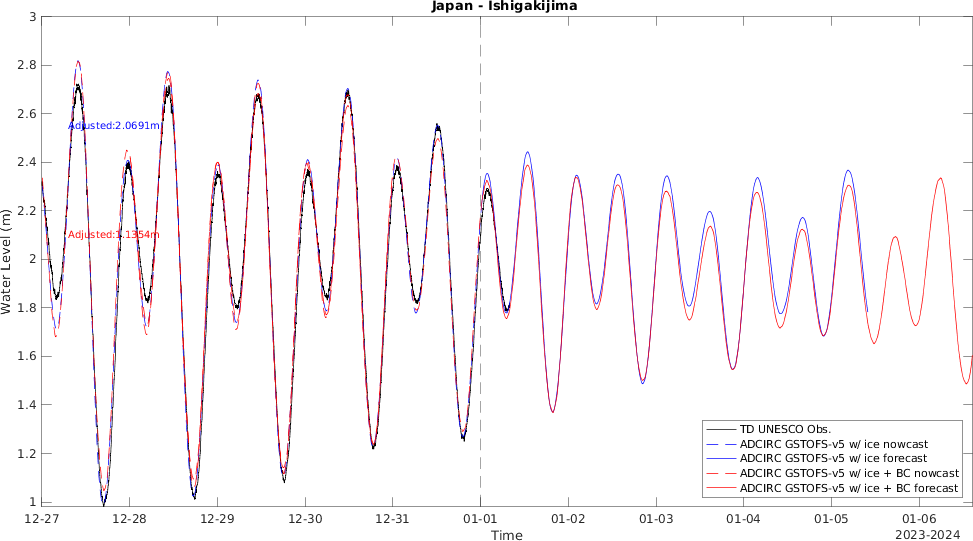 Japan - Ishigakijima
Water Level (m)
3
2.8
2.6
2.4
2.2
2
1.8
1.6
1.4
1.2
1
Adjusted:2.0691m
Adjusted:1.1354m
TD UNESCO Obs.
ADCIRC GSTOFS-v5 w/ ice nowcast
ADCIRC GSTOFS-v5 w/ ice forecast
ADCIRC GSTOFS-v5 w/ ice + BC nowcast
ADCIRC GSTOFS-v5 w/ ice + BC forecast
12-27 12-28 12-29 12-30 12-31 01-01 01-02 01-03 01-04 01-05 01-06
Time
2023-2024